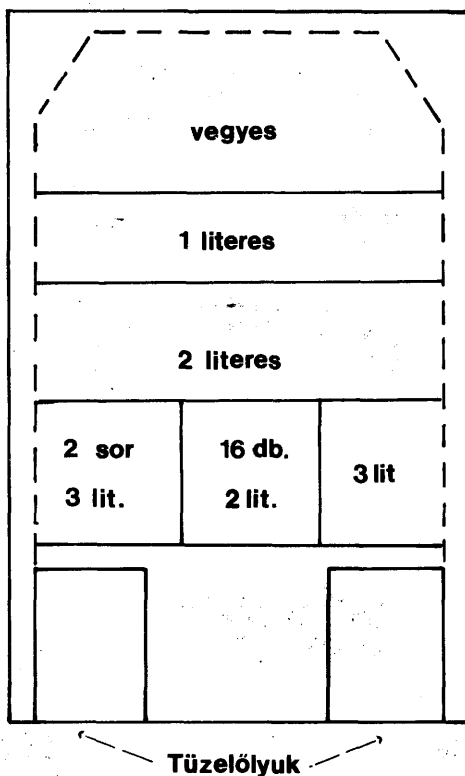 vegyes
1 literes
2 literes
2 sor
3 lit.
16 db.
2 lit.
3 lit
Tüzelőlyuk